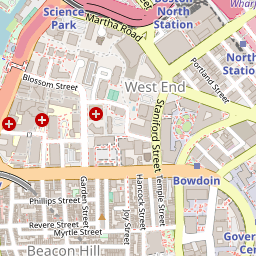 Science
Park
Martha Road
North
Station
North
Station
Blossom Street
West End
Portland Street
Staniford Street
Bowdoin
Phillips Street
Garden Street
Hancock Street
Temple Street
Joy Street
Revere Street
Myrtle Street
Beacon Hill